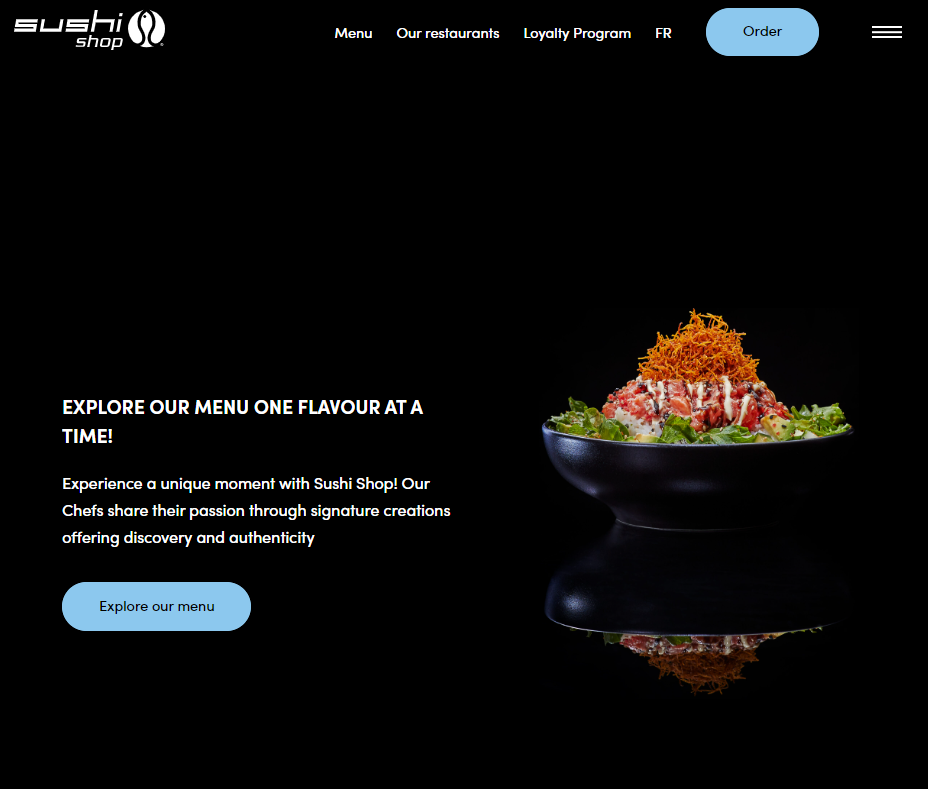 sushi
shop
Menu
Our restaurants
Loyalty Program
FR
Order
EXPLORE OUR MENU ONE FLAVOUR AT A
TIME!
Experience a unique moment with Sushi Shop! Our
Chefs share their passion through signature creations
offering discovery and authenticity
Explore our menu